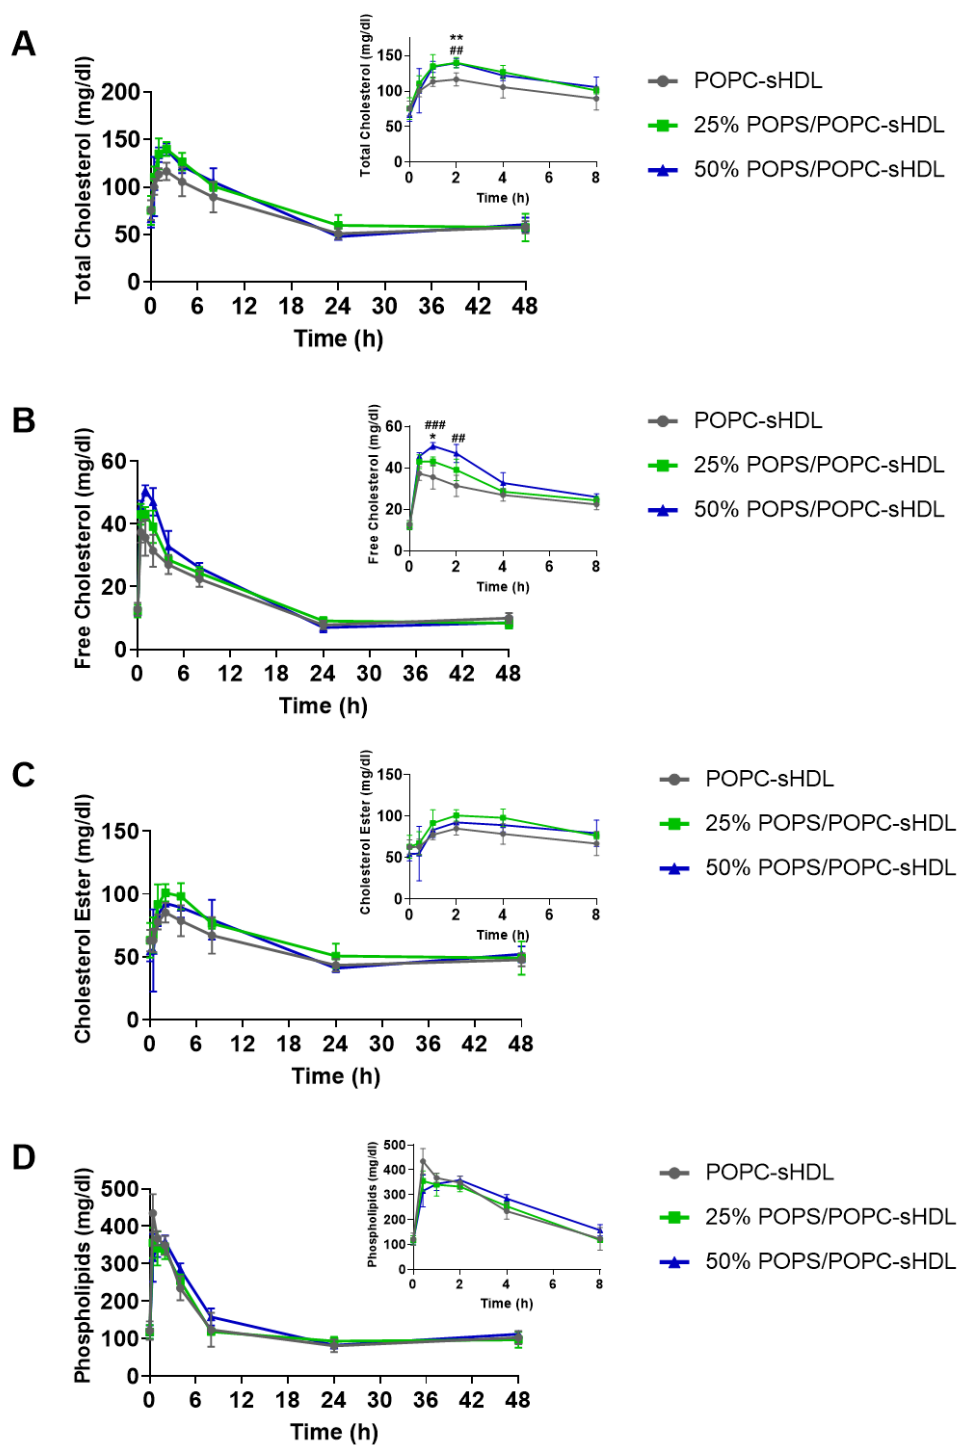 A
Total Cholesterol (mg/dl)
200
150
100
50
0
0 6 12 18 24 30 36 42 48
Time (h)
Total Cholesterol (mg/dl)
150
100
50
0
**
##
0 2 4 6 8
Time (h)
POPC-sHDL
25% POPS/POPC-sHDL
50% POPS/POPC-sHDL
B
Free Cholesterol (mg/dl)
60
40
20
0
0 6 12 18 24 30 36 42 48
Time (h)
Free Cholesterol (mg/dl)
60
40
20
0
###
* ##
0 2 4 6 8
Time (h)
POPC-sHDL
25% POPS/POPC-sHDL
50% POPS/POPC-sHDL
C
Cholesterol Ester (mg/dl)
150
100
50
0
0 6 12 18 24 30 36 42 48
Time (h)
Cholesterol Ester (mg/dl)
150
100
50
0
0 2 4 6 8
Time (h)
POPC-sHDL
25% POPS/POPC-sHDL
50% POPS/POPC-sHDL
D
Phospholipids (mg/dl)
500
400
300
200
100
0
0 6 12 18 24 30 36 42 48
Time (h)
Phospholipids (mg/dl)
500
400
300
200
100
0
0 2 4 6 8
Time (h)
POPC-sHDL
25% POPS/POPC-sHDL
50% POPS/POPC-sHDL